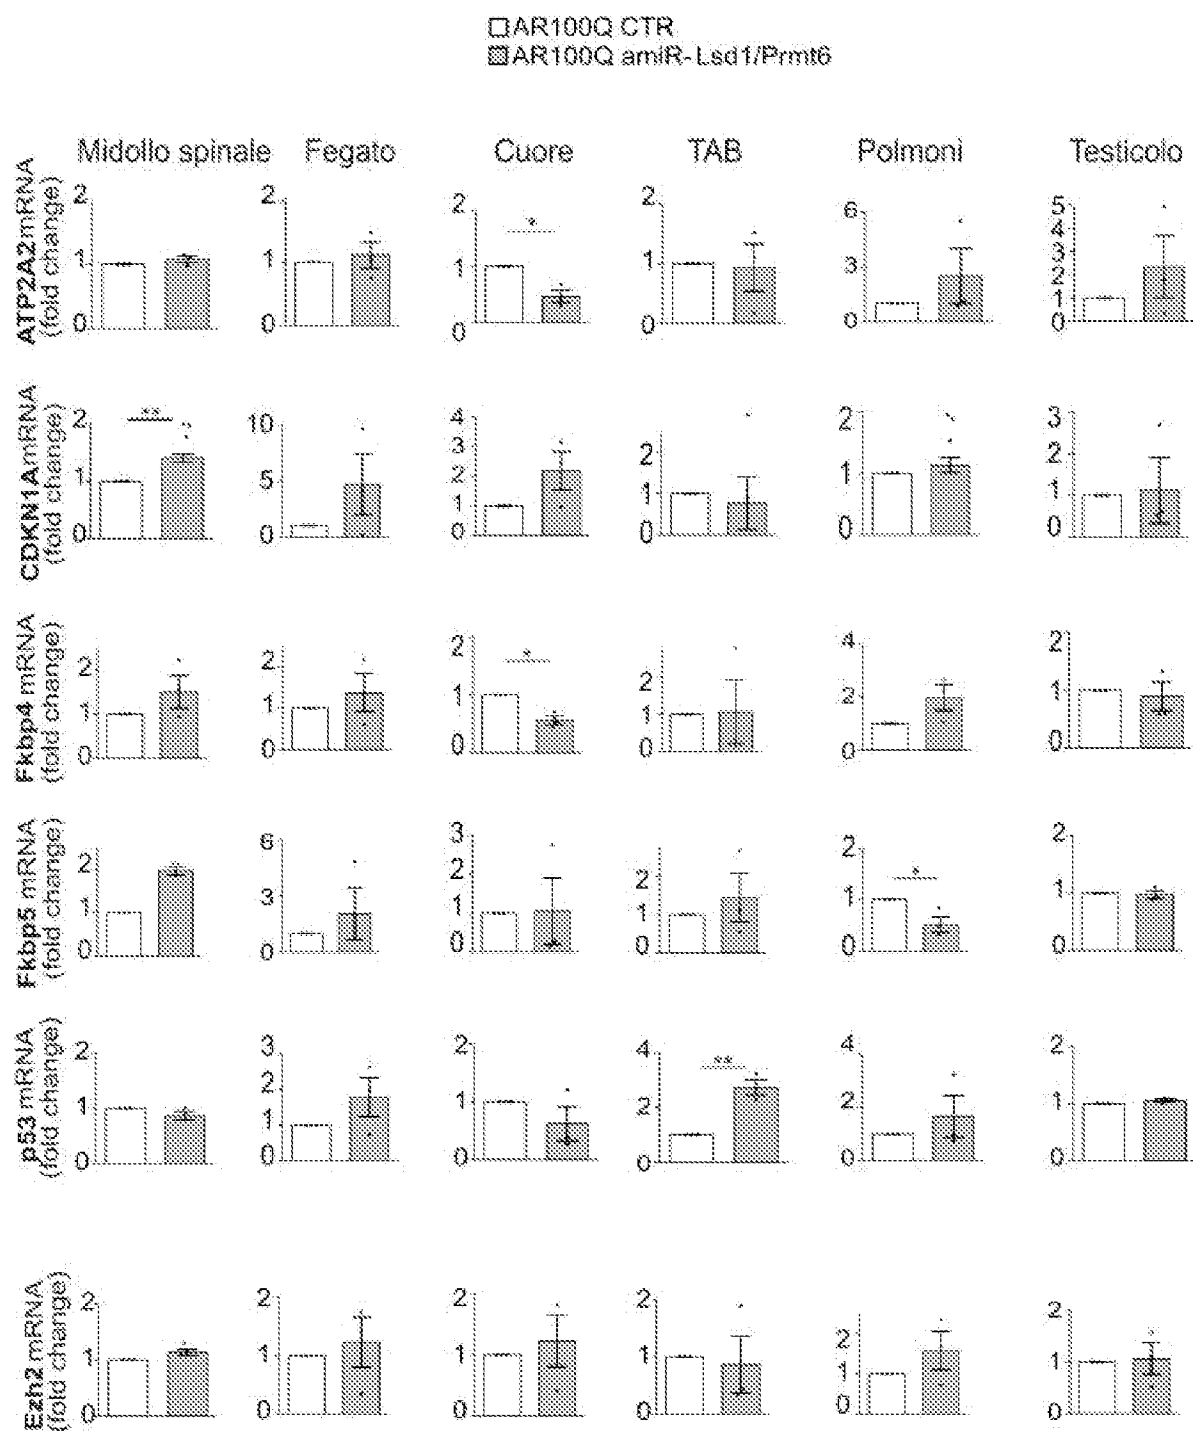 AR100Q CTR
AR100Q amiR-Lsd1/Prmt6
Midollo spinale Fegato Cuore TAB Polmoni Testicolo
ATP2A2 mRNA
(fold change)
2 1 0
2 1 0
2 1 0 *
2 1 0
6 3 0
5 4 3 2 1 0
CDKN1A mRNA
(fold change)
2 1 0 **
10 5 0
4 3 2 1 0
2 1 0
2 1 0
3 2 1 0
Fkbp4 mRNA
(fold change)
2 1 0
2 1 0
2 1 0 *
2 1 0
4 2 0
2 1 0
Fkbp5 mRNA
(fold change)
2 1 0
6 3 0
3 2 1 0
2 1 0
2 1 0 *
2 1 0
p53 mRNA
(fold change)
2 1 0
3 2 1 0
2 1 0
4 2 0 **
4 2 0
2 1 0
Ezh2 mRNA
(fold change)
2 1 0
2 1 0
2 1 0
2 1 0
2 1 0
2 1 0